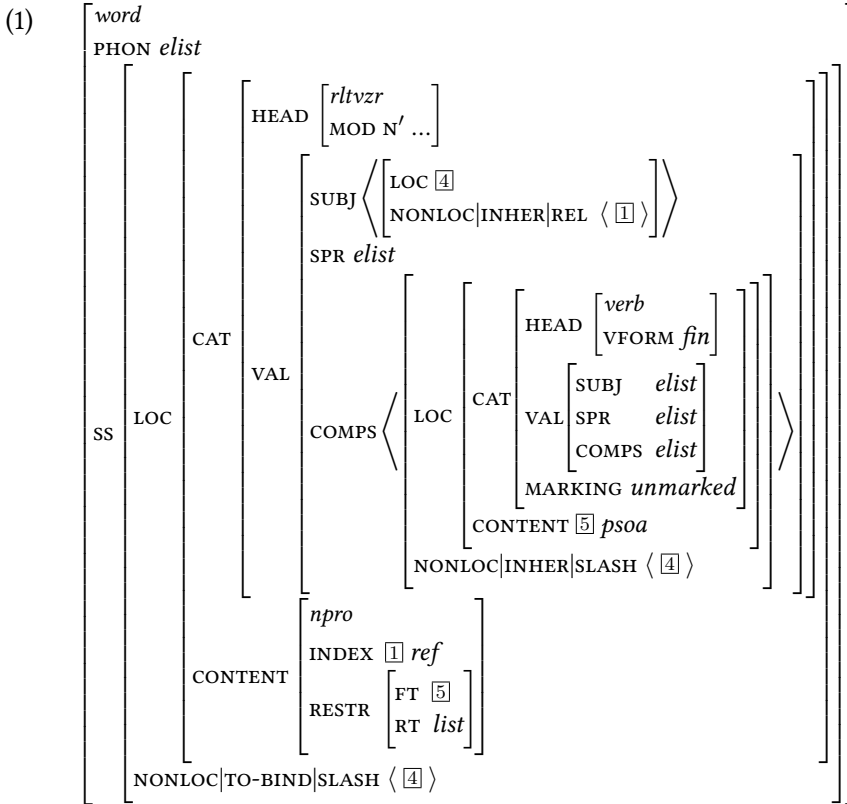 (1)
word
PHON elist
SS
LOC
CAT
HEAD
rltvzr
MOD N′ ...
VAL
SUBJ ⟨
LOC 4
NONLOC|INHER|REL ⟨ 1 ⟩
⟩
SPR elist
COMPS ⟨
LOC
CAT
HEAD
verb
VFORM fin
VAL
SUBJ elist
SPR elist
COMPS elist
MARKING unmarked
CONTENT 5 psoa
NONLOC|INHER|SLASH ⟨ 4 ⟩
⟩
CONTENT
npro
INDEX 1 ref
RESTR
FT 5
RT list
NONLOC|TO-BIND|SLASH ⟨ 4 ⟩